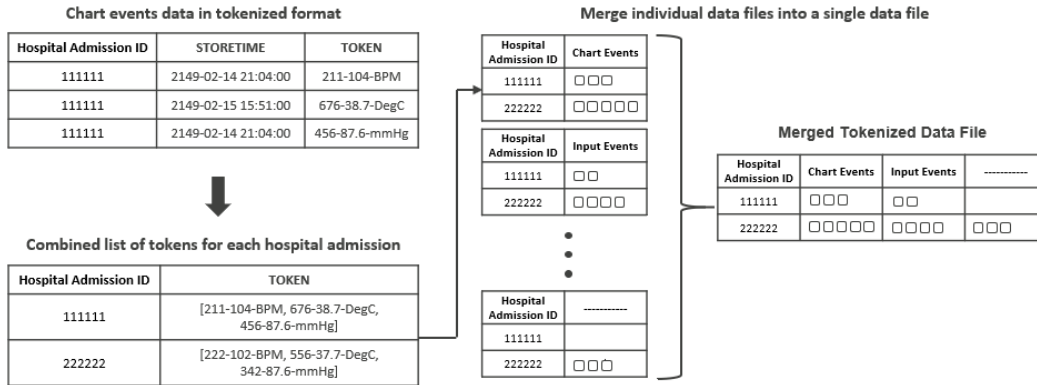 Chart events data in tokenized format
Hospital Admission ID STORETIME TOKEN
111111 2149-02-14 21:04:00 211-104-BPM
111111 2149-02-15 15:51:00 676-38.7-DegC
111111 2149-02-14 21:04:00 456-87.6-mmHg
Combined list of tokens for each hospital admission
Hospital Admission ID TOKEN
111111 [211-104-BPM, 676-38.7-DegC,
456-87.6-mmHg]
222222 [222-102-BPM, 556-37.7-DegC,
342-87.6-mmHg]
Merge individual data files into a single data file
Hospital
Admission ID Chart Events
111111
222222
Hospital
Admission ID Input Events
111111
222222
Hospital
Admission ID -----------
111111
222222
Merged Tokenized Data File
Hospital
Admission ID Chart Events Input Events -----------
111111
222222